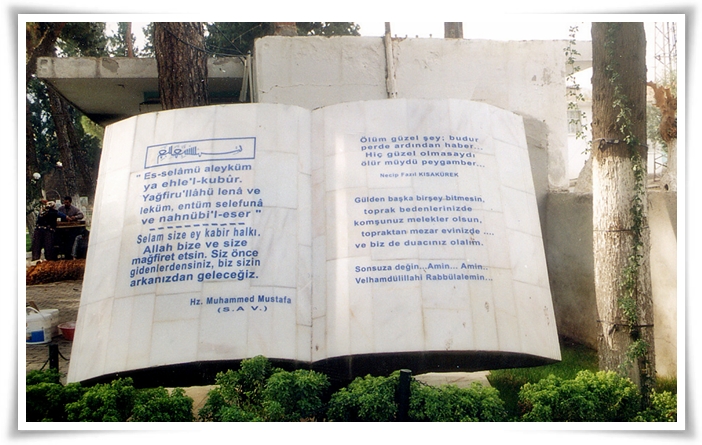 " Es-selâmü aleyküm
ya ehle'l-kubûr.
Yağfiru'llâhü lenâ ve
leküm, entüm selefunâ
ve nahnübi'l-eser "
Selam size ey kabir halkı.
Allah bize ve size
mağfiret etsin. Siz önce
gidenlerdensiniz, biz sizin
arkanızdan geleceğiz.
Hz. Muhammed Mustafa
(S.A.V.)
Ölüm güzel şey; budur
perde ardından haber...
Hiç güzel olmasaydı,
ölür müydü peygamber...
Necip Fazıl KISAKÜREK
Gülden başka birşey bitmesin,
toprak bedenlerinizde
komşunuz melekler olsun,
topraktan mezar evinizde ....
ve biz de duacınız olalım.
Sonsuza değin...Amin... Amin..
Velhamdülillahi Rabbülalemin...